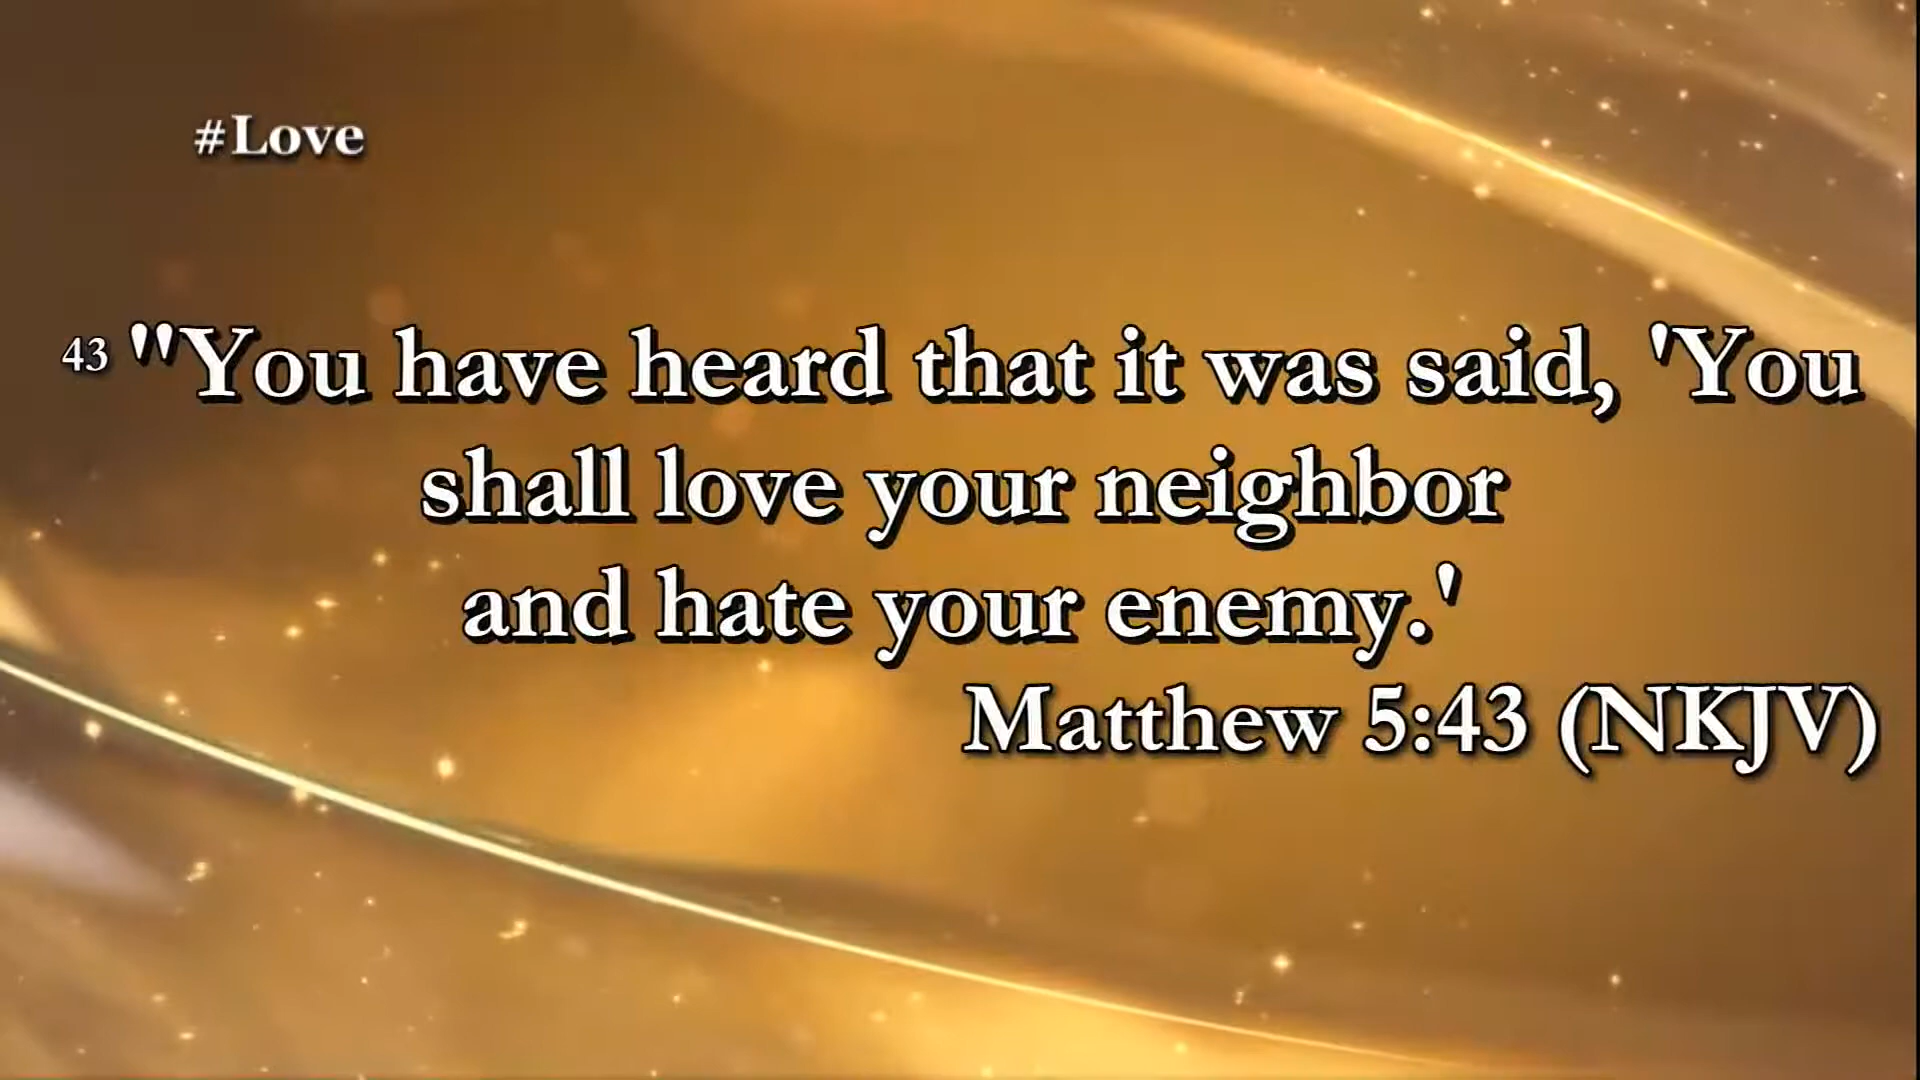 #Love
43 "You have heard that it was said, 'You
shall love your neighbor
and hate your enemy.'
Matthew 5:43 (NKJV)